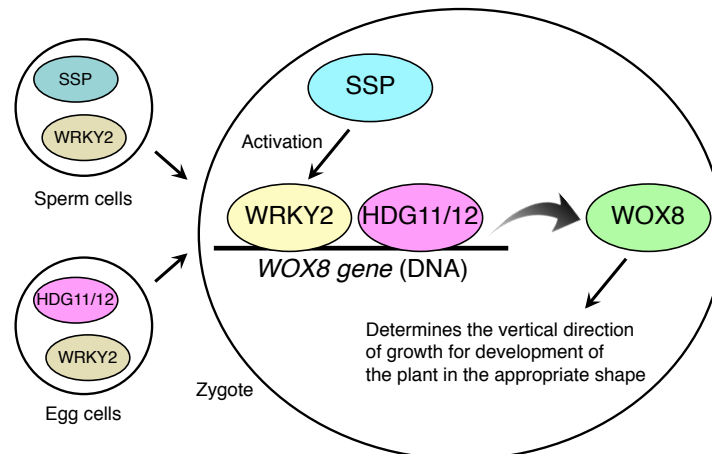 SSP
WRKY2
Sperm cells
HDG11/12
WRKY2
Egg cells
SSP
Activation
WRKY2
HDG11/12
WOX8
WOX8 gene (DNA)
Determines the vertical direction
of growth for development of
the plant in the appropriate shape
Zygote